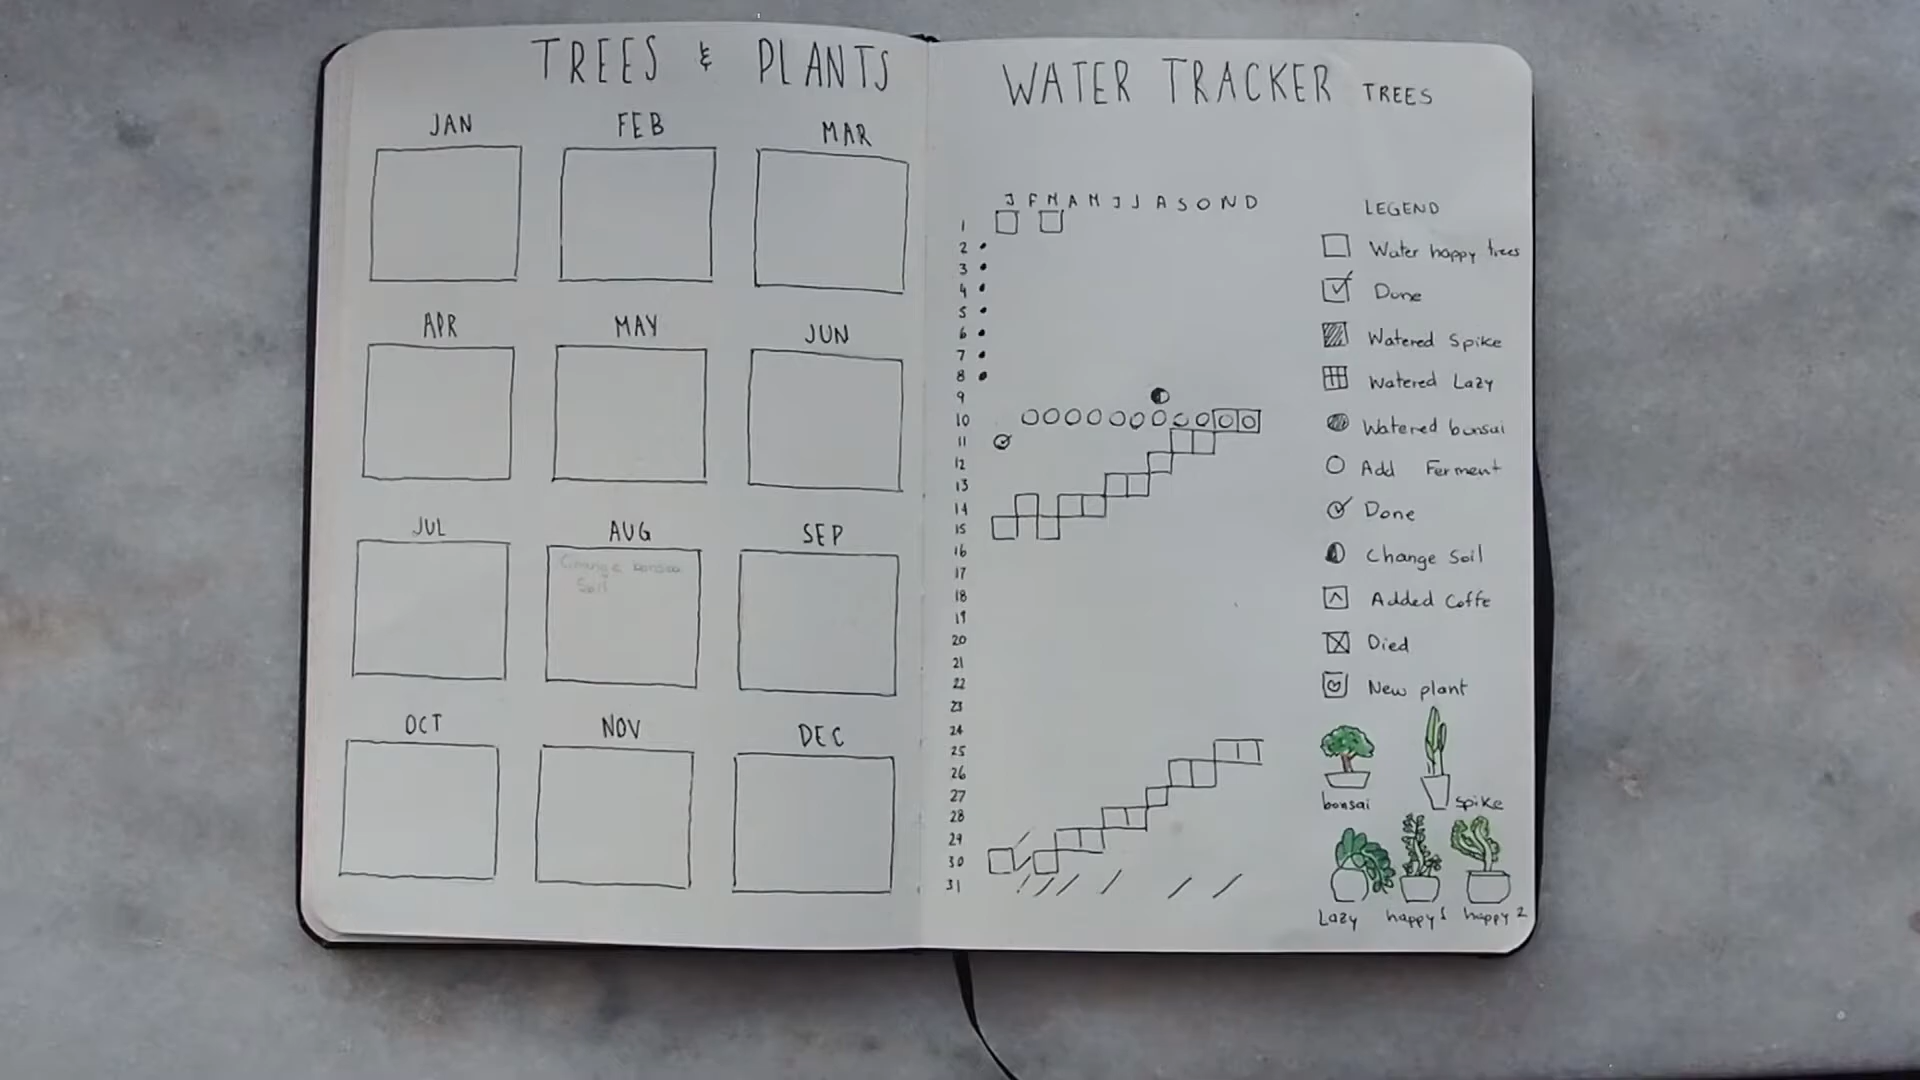 TREES & PLANTS
JAN FEB MAR
APR MAY JUN
JUL AUG SEP
Change bonsai
Soil
OCT NOV DEC
WATER TRACKER TREES
J F M A M J J A S O N D
1
2
3
4
5
6
7
8
9
10
11
12
13
14
15
16
17
18
19
20
21
22
23
24
25
26
27
28
29
30
31
LEGEND
Water happy trees
Done
Watered Spike
Watered Lazy
Watered bonsai
Add Ferment
Done
Change Soil
Added Coffe
Died
New plant
bonsai spike
Lazy happy 1 happy 2